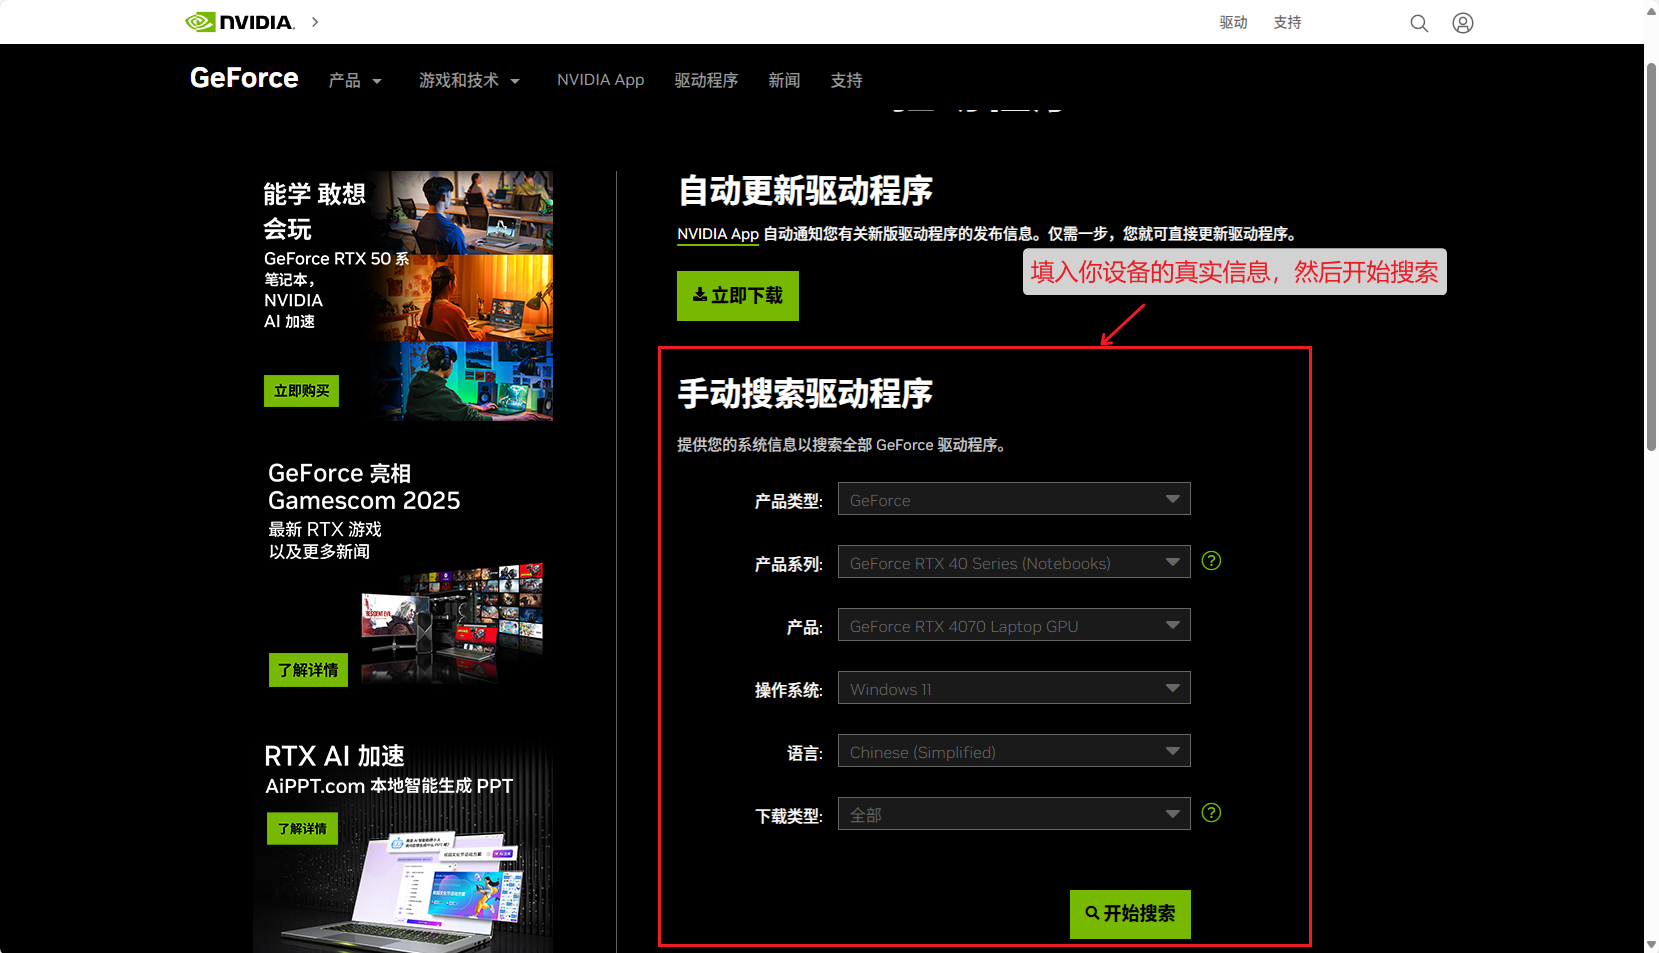 NVIDIA
驱动
支持
GeForce
产品
游戏和技术
NVIDIA App
驱动程序
新闻
支持
能学 敢想
会玩
GeForce RTX 50 系
笔记本，
NVIDIA
AI 加速
立即购买
GeForce 亮相
Gamescom 2025
最新 RTX 游戏
以及更多新闻
RESIDENT EVIL
了解详情
RTX AI 加速
AiPPT.com 本地智能生成 PPT
了解详情
自动更新驱动程序
NVIDIA App 自动通知您有关新版驱动程序的发布信息。仅需一步，您就可直接更新驱动程序。
填入你设备的真实信息，然后开始搜索
立即下载
手动搜索驱动程序
提供您的系统信息以搜索全部 GeForce 驱动程序。
产品类型: GeForce
产品系列: GeForce RTX 40 Series (Notebooks)
产品: GeForce RTX 4070 Laptop GPU
操作系统: Windows 11
语言: Chinese (Simplified)
下载类型: 全部
开始搜索